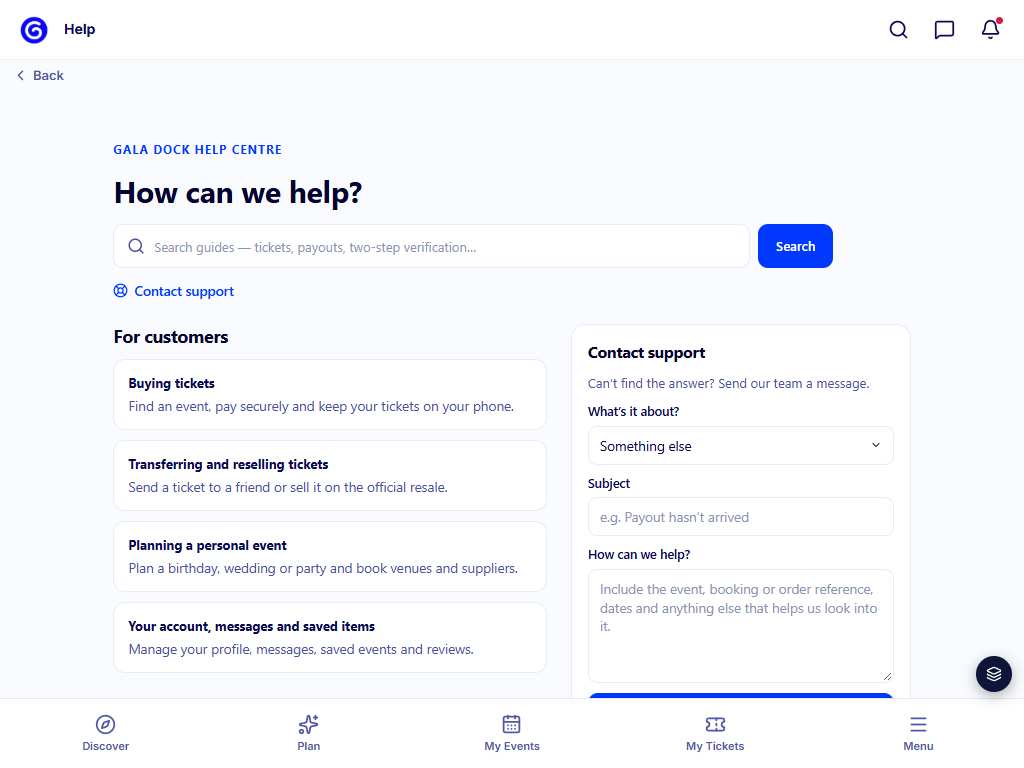 Help
Back
GALA DOCK HELP CENTRE
How can we help?
Search guides — tickets, payouts, two-step verification...
Search
Contact support
For customers
Buying tickets
Find an event, pay securely and keep your tickets on your phone.
Transferring and reselling tickets
Send a ticket to a friend or sell it on the official resale.
Planning a personal event
Plan a birthday, wedding or party and book venues and suppliers.
Your account, messages and saved items
Manage your profile, messages, saved events and reviews.
Contact support
Can't find the answer? Send our team a message.
What's it about?
Something else
Subject
e.g. Payout hasn't arrived
How can we help?
Include the event, booking or order reference,
dates and anything else that helps us look into
it.
Discover
Plan
My Events
My Tickets
Menu